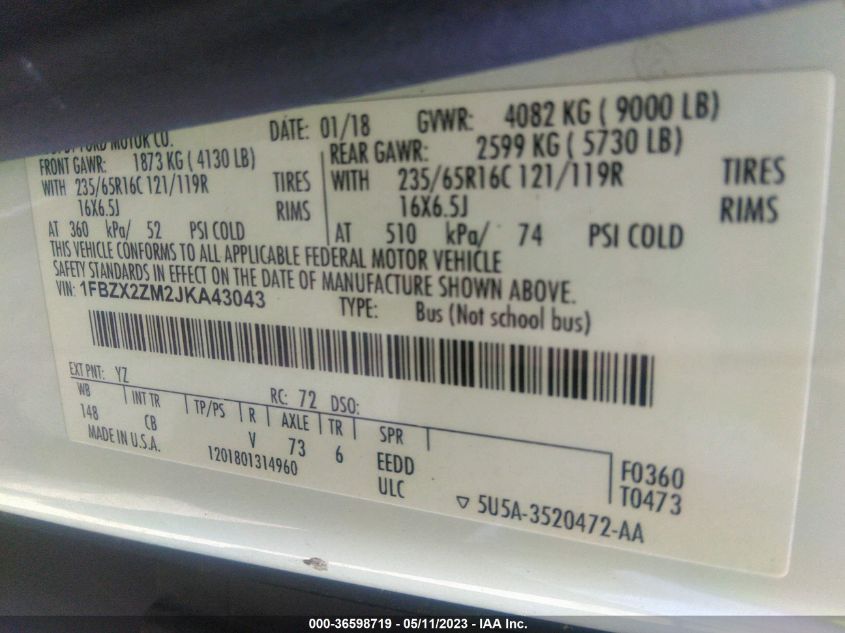 FORD MOTOR CO. DATE: 01/18 GVWR: 4082 KG ( 9000 LB)
FRONT GAWR: 1873 KG ( 4130 LB) REAR GAWR: 2599 KG ( 5730 LB)
WITH 235/65R16C 121/119R TIRES WITH 235/65R16C 121/119R TIRES
16X6.5J RIMS 16X6.5J RIMS
AT 360 kPa/ 52 PSI COLD AT 510 kPa/ 74 PSI COLD
THIS VEHICLE CONFORMS TO ALL APPLICABLE FEDERAL MOTOR VEHICLE
SAFETY STANDARDS IN EFFECT ON THE DATE OF MANUFACTURE SHOWN ABOVE.
VIN: 1FBZX2ZM2JKA43043 TYPE: Bus (Not school bus)
EXT PNT: YZ RC: 72 DSO:
WB INT TR TP/PS R AXLE TR SPR
148 CB V 73 6 EEDD F0360
MADE IN U.S.A. 1201801314960 ULC T0473
▽ 5U5A-3520472-AA
000-36598719 - 05/11/2023 - IAA Inc.